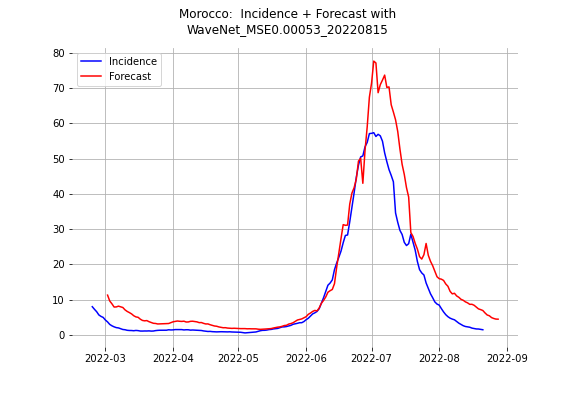 Morocco:  Incidence + Forecast with
WaveNet_MSE0.00053_20220815
80
70
60
50
40
30
20
10
0
Incidence
Forecast
2022-03 2022-04 2022-05 2022-06 2022-07 2022-08 2022-09